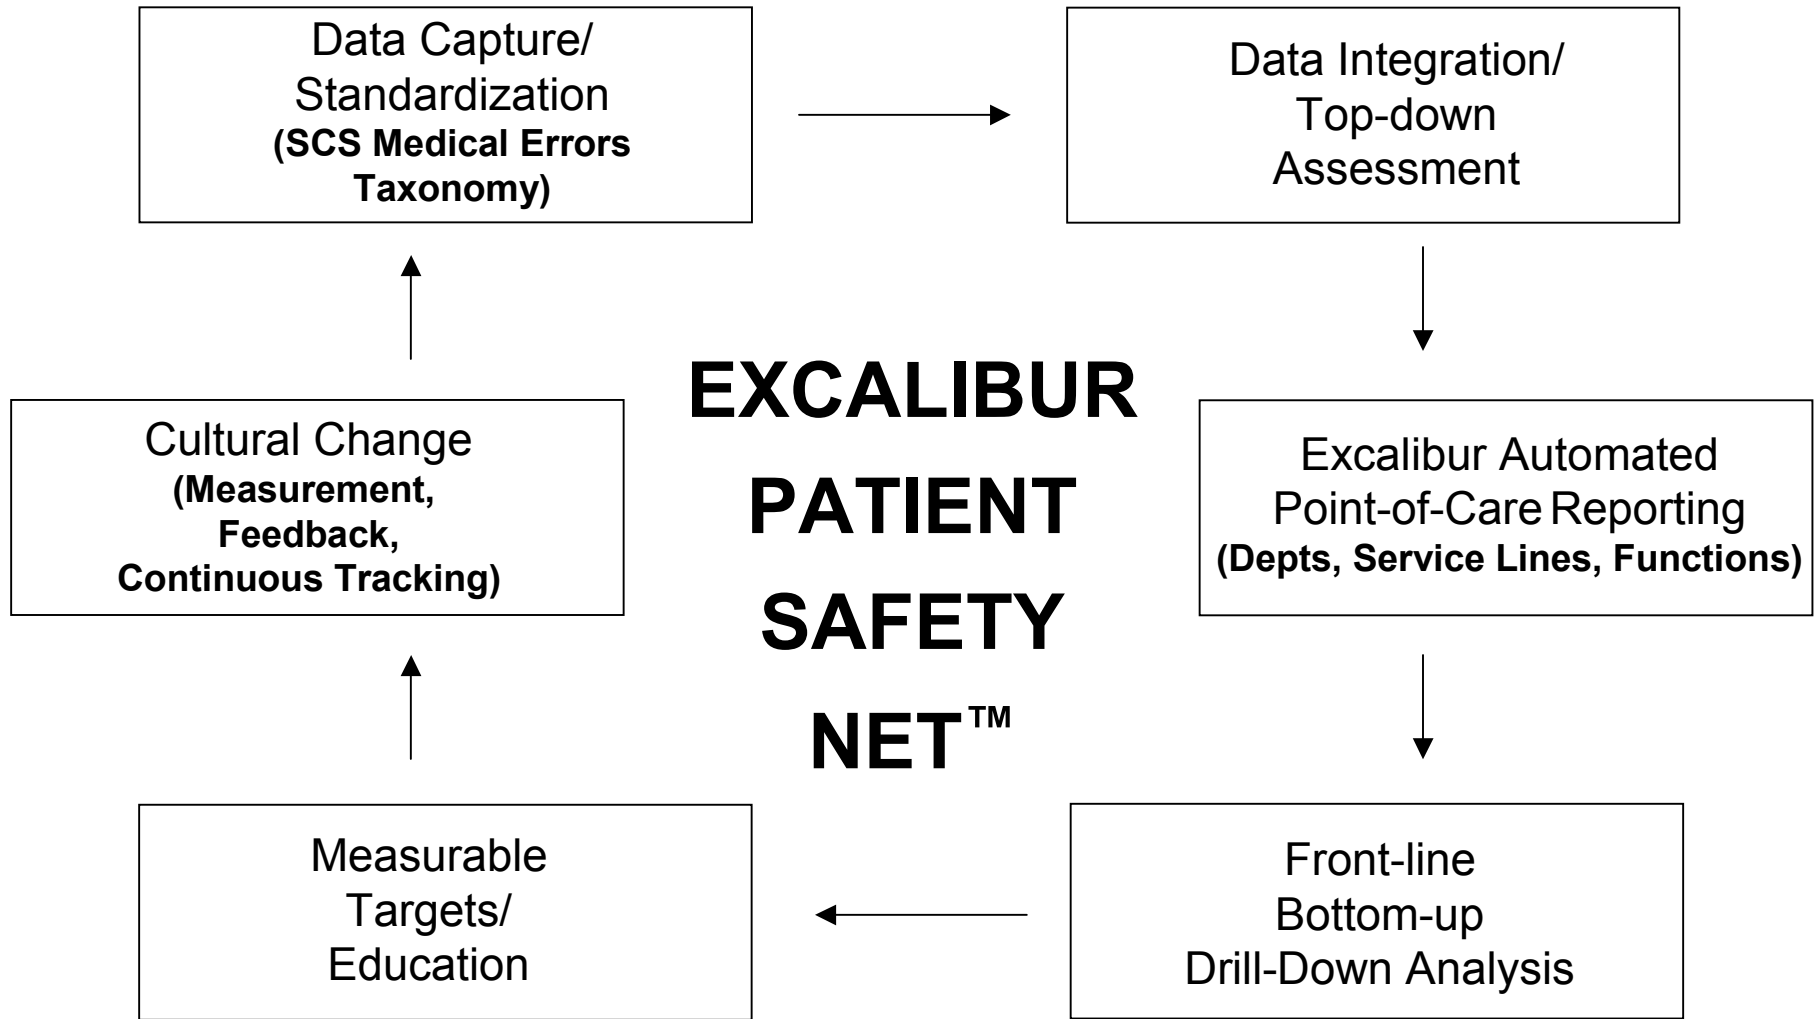 Data Capture/
Standardization
(SCS Medical Errors
Taxonomy)
Data Integration/
Top-down
Assessment
Excalibur Automated
Point-of-Care Reporting
(Depts, Service Lines, Functions)
Front-line
Bottom-up
Drill-Down Analysis
Measurable
Targets/
Education
Cultural Change
(Measurement,
Feedback,
Continuous Tracking)
EXCALIBUR
PATIENT
SAFETY
NET™